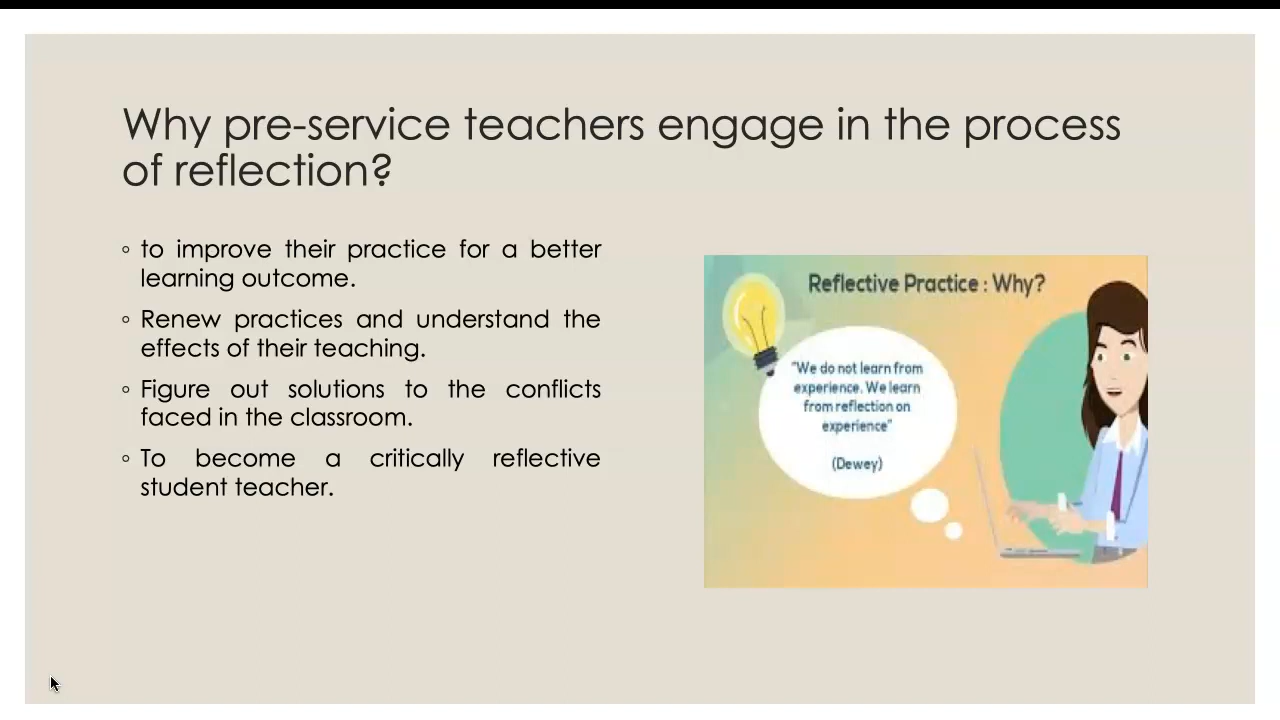 Why pre-service teachers engage in the process
of reflection?
◦ to improve their practice for a better
learning outcome.
◦ Renew practices and understand the
effects of their teaching.
◦ Figure out solutions to the conflicts
faced in the classroom.
◦ To become a critically reflective
student teacher.
Reflective Practice : Why?
"We do not learn from
experience. We learn
from reflection on
experience"
(Dewey)